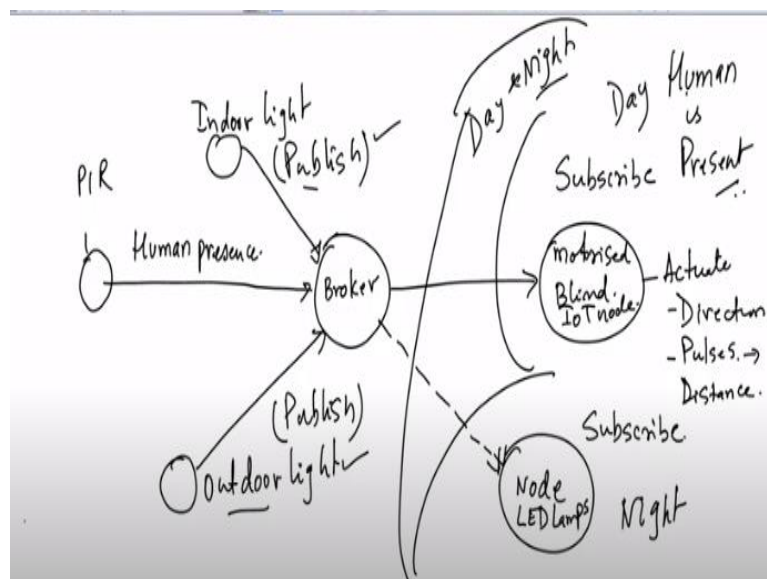 Indoor light
(Publish)
PIR
Human presence.
Broker
(Publish)
Outdoor light
Day & Night
Day Human
is
Present
Subscribe
motorised
Blind.
IoT node.
Actuate
- Direction
- Pulses →
Distance.
Subscribe.
Node
LED lamps
Night